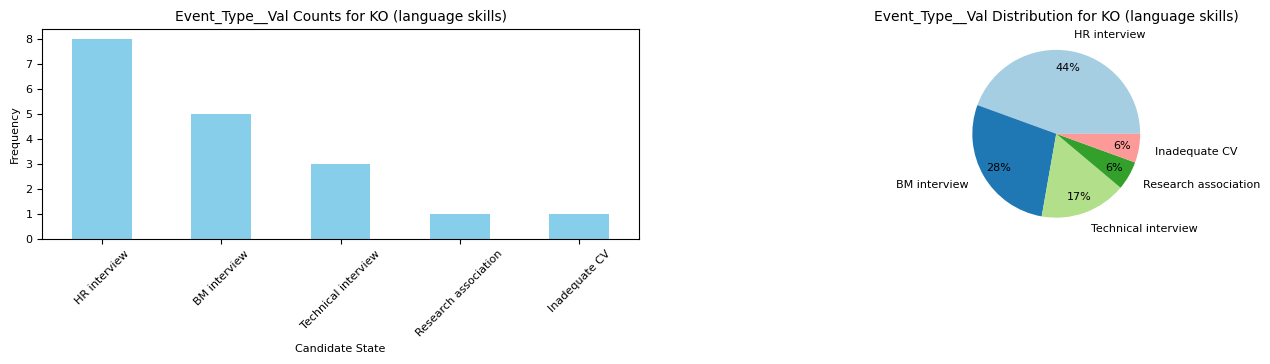 Event_Type__Val Counts for KO (language skills)
Frequency
8
7
6
5
4
3
2
1
0
HR interview
BM interview
Technical interview
Research association
Inadequate CV
Candidate State
Event_Type__Val Distribution for KO (language skills)
HR interview
44%
BM interview
28%
Technical interview
17%
Research association
6%
Inadequate CV
6%